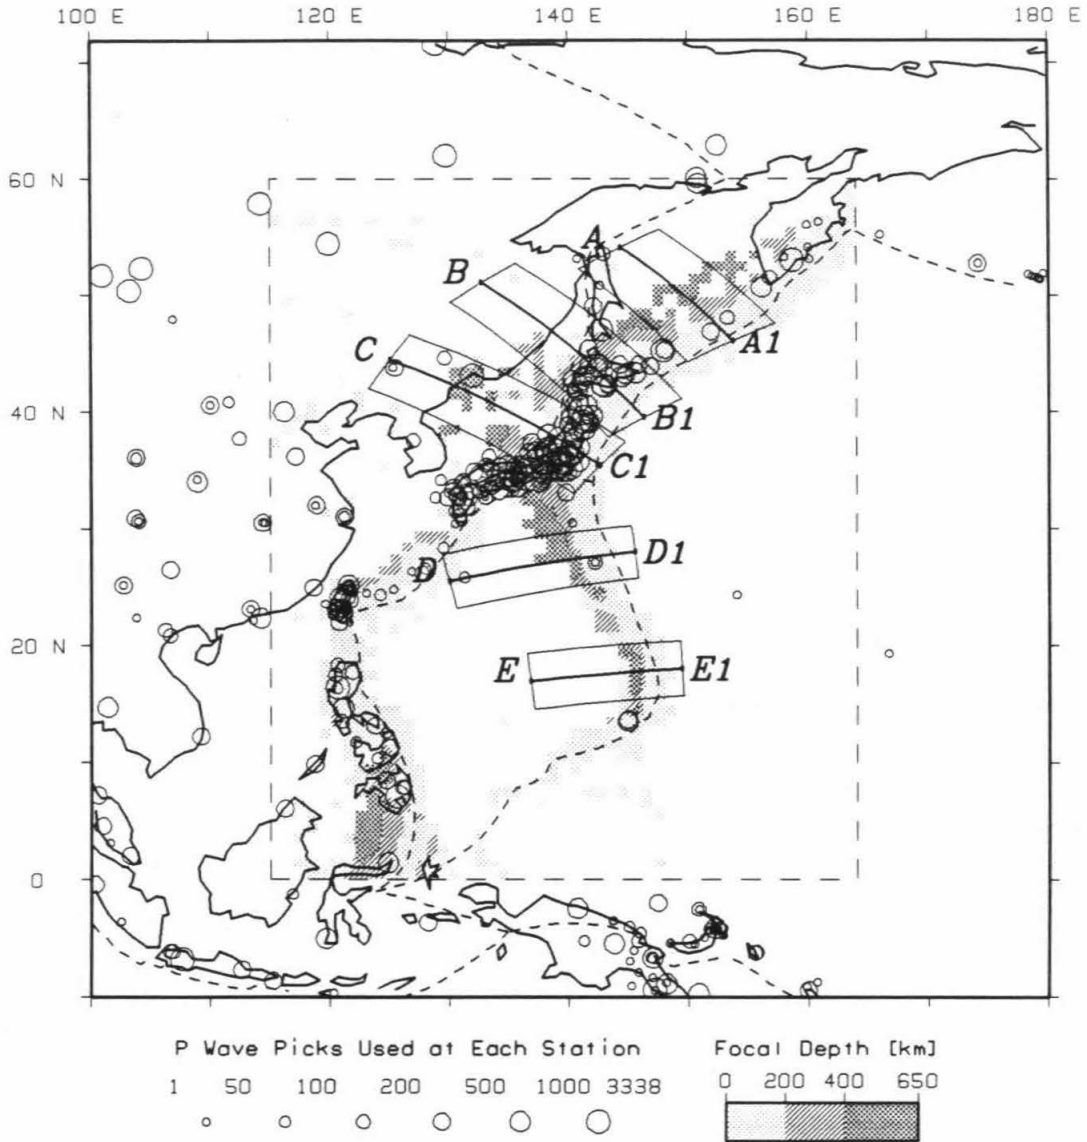 100 E 120 E 140 E 160 E 180 E
60 N
A
B
A1
C
40 N
B1
C1
D1
D
20 N
E E1
0
P Wave Picks Used at Each Station
1 50 100 200 500 1000 3338
Focal Depth [km]
0 200 400 650